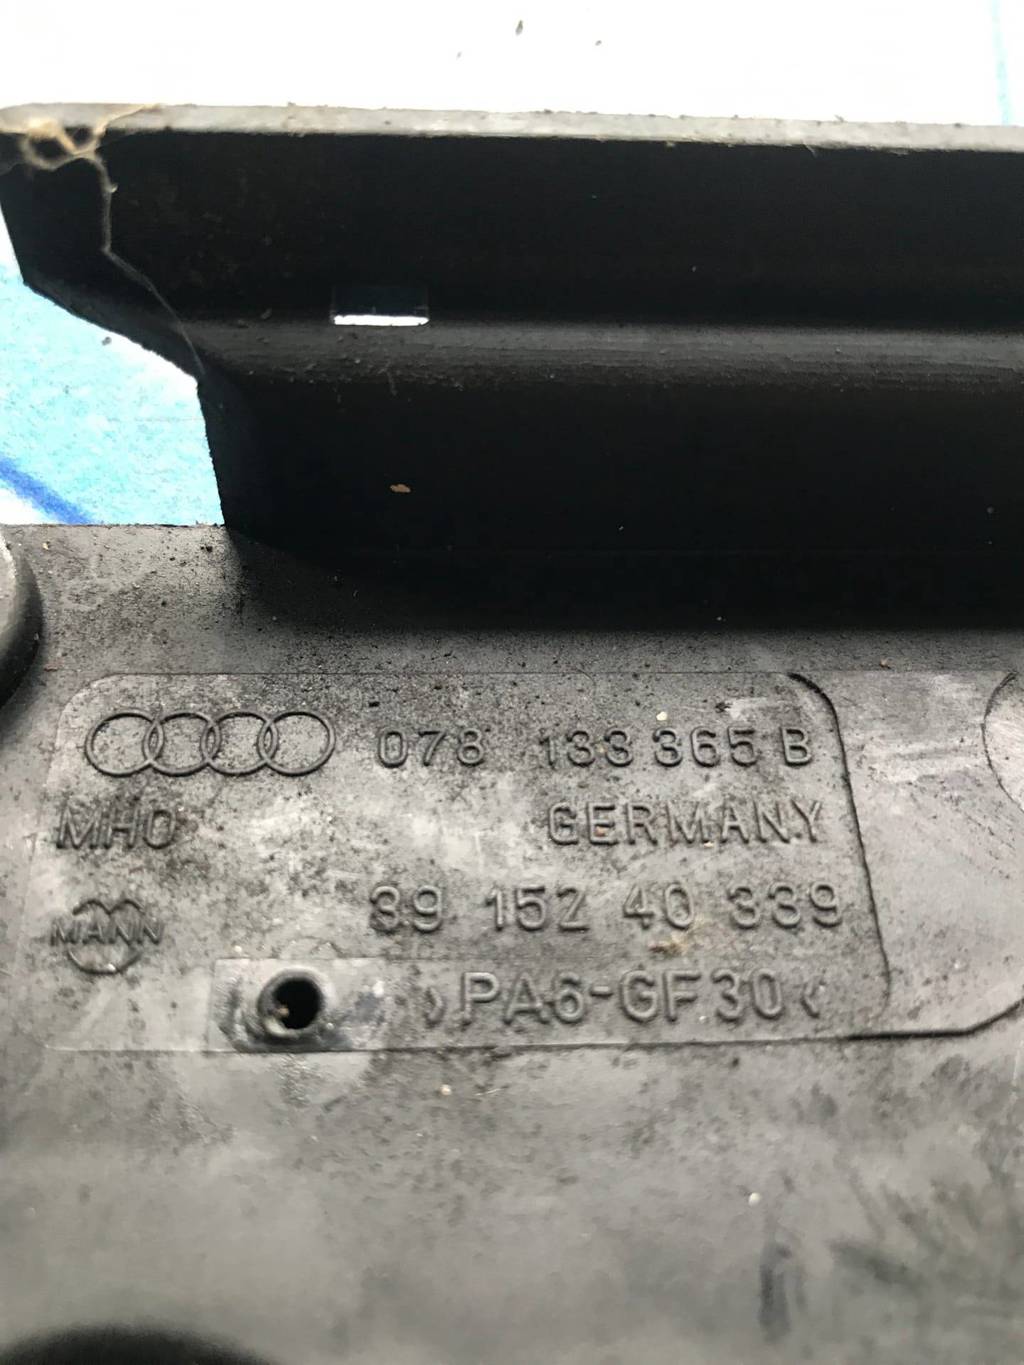 078 133 365 B
MHO GERMANY
MANN 39 152 40 339
>PA6-GF30<